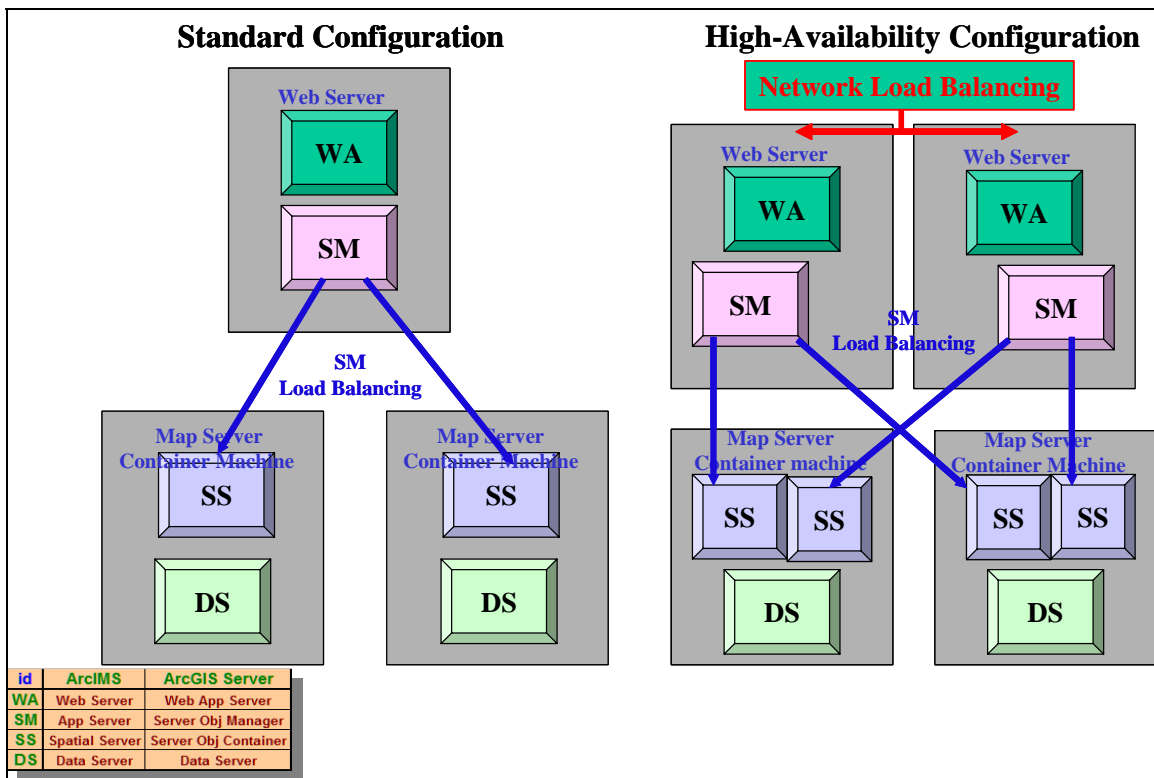 Standard Configuration
Web Server
WA
SM
SM
Load Balancing
Map Server
Container Machine
SS
DS
Map Server
Container Machine
SS
DS
High-Availability Configuration
Network Load Balancing
Web Server
WA
SM
Web Server
WA
SM
SM
Load Balancing
Map Server
Container machine
SS
SS
DS
Map Server
Container Machine
SS
SS
DS
id ArcIMS ArcGIS Server
WA Web Server Web App Server
SM App Server Server Obj Manager
SS Spatial Server Server Obj Container
DS Data Server Data Server